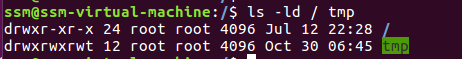 ssm@ssm-virtual-machine:/$ ls -ld / tmp
drwxr-xr-x 24 root root 4096 Jul 12 22:28 /
drwxrwxrwt 12 root root 4096 Oct 30 06:45 tmp